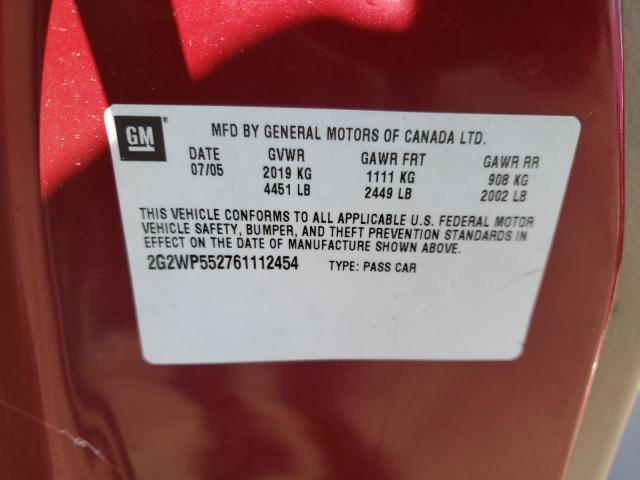 GM ®
MFD BY GENERAL MOTORS OF CANADA LTD.
DATE GVWR GAWR FRT GAWR RR
07/05 2019 KG 1111 KG 908 KG
4451 LB 2449 LB 2002 LB
THIS VEHICLE CONFORMS TO ALL APPLICABLE U.S. FEDERAL MOTOR
VEHICLE SAFETY, BUMPER, AND THEFT PREVENTION STANDARDS IN
EFFECT ON THE DATE OF MANUFACTURE SHOWN ABOVE.
2G2WP552761112454 TYPE: PASS CAR